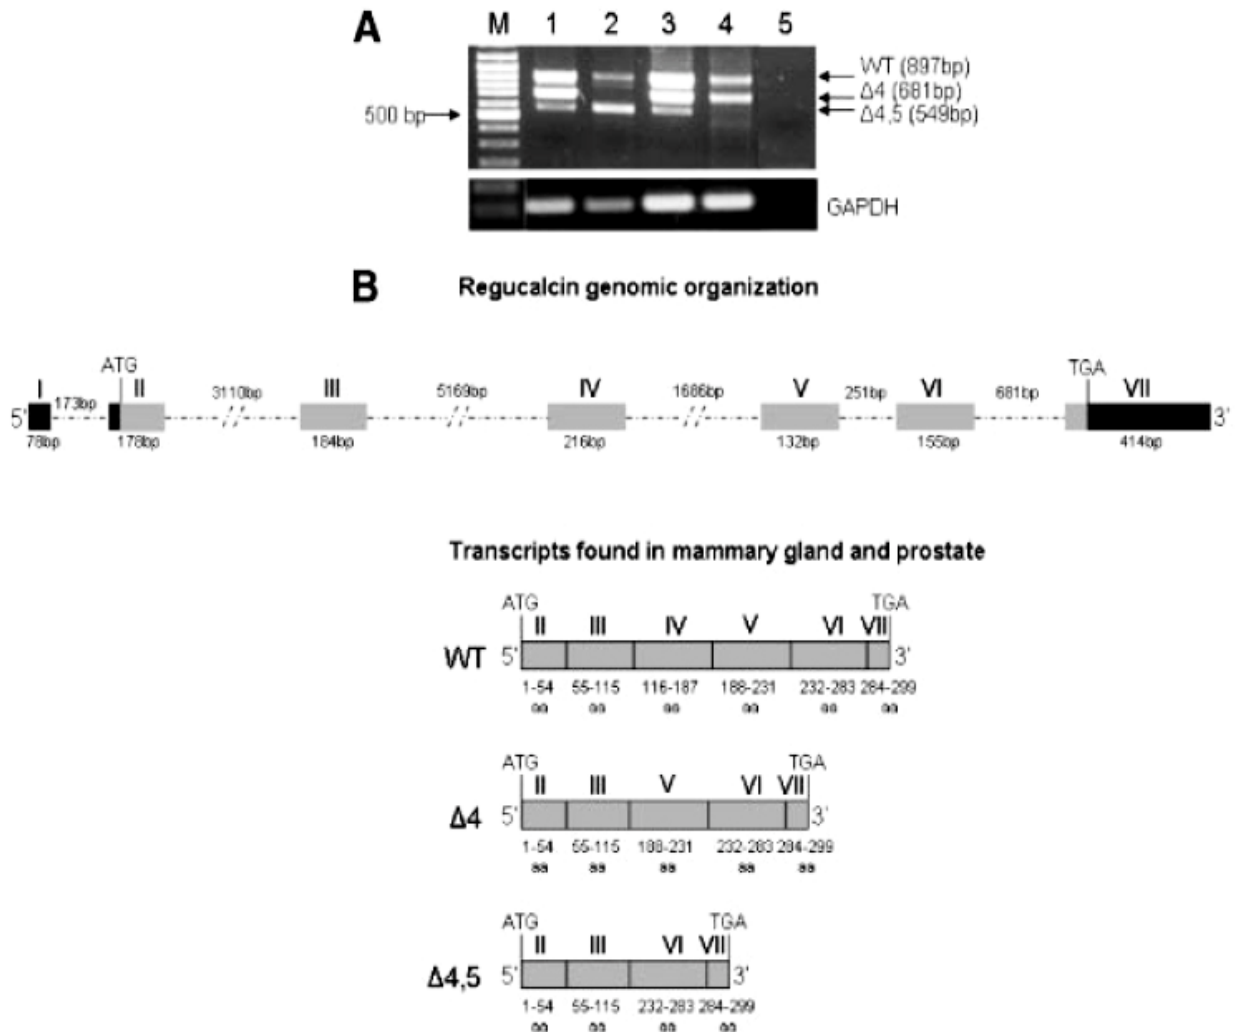 A
M 1 2 3 4 5
WT (897bp)
Δ4 (681bp)
Δ4,5 (549bp)
500 bp
GAPDH
B
Regucalcin genomic organization
ATG TGA
I II III IV V VI VII
173bp 3110bp 5169bp 1686bp 251bp 681bp
5' 3'
78bp 178bp 184bp 216bp 132bp 155bp 414bp
Transcripts found in mammary gland and prostate
ATG TGA
II III IV V VI VII
WT 5' 3'
1-54 55-115 116-187 188-231 232-283 284-299
aa aa aa aa aa aa
ATG TGA
II III V VI VII
Δ4 5' 3'
1-54 55-115 188-231 232-283 284-299
aa aa aa aa aa
ATG TGA
II III VI VII
Δ4,5 5' 3'
1-54 55-115 232-283 284-299
aa aa aa aa